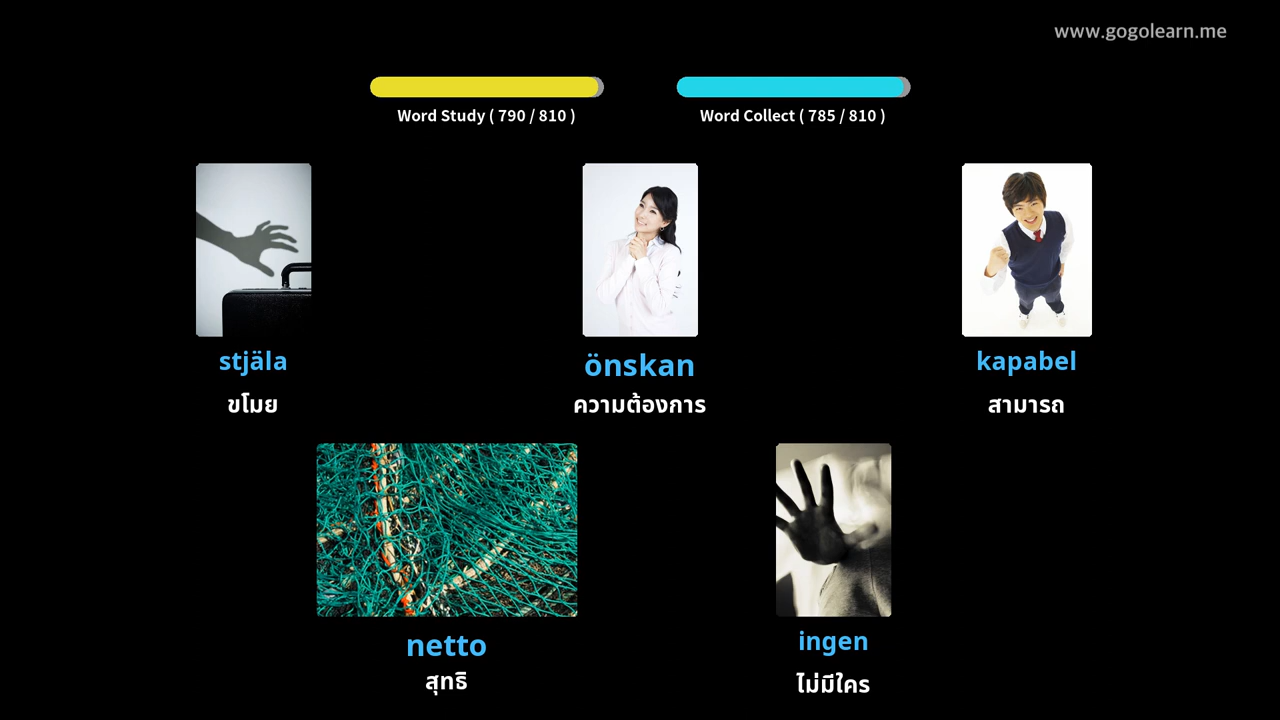 www.gogolearn.me
Word Study ( 790 / 810 )
Word Collect ( 785 / 810 )
stjäla
ขโมย
önskan
ความต้องการ
kapabel
สามารถ
netto
สุทธิ
ingen
ไม่มีใคร